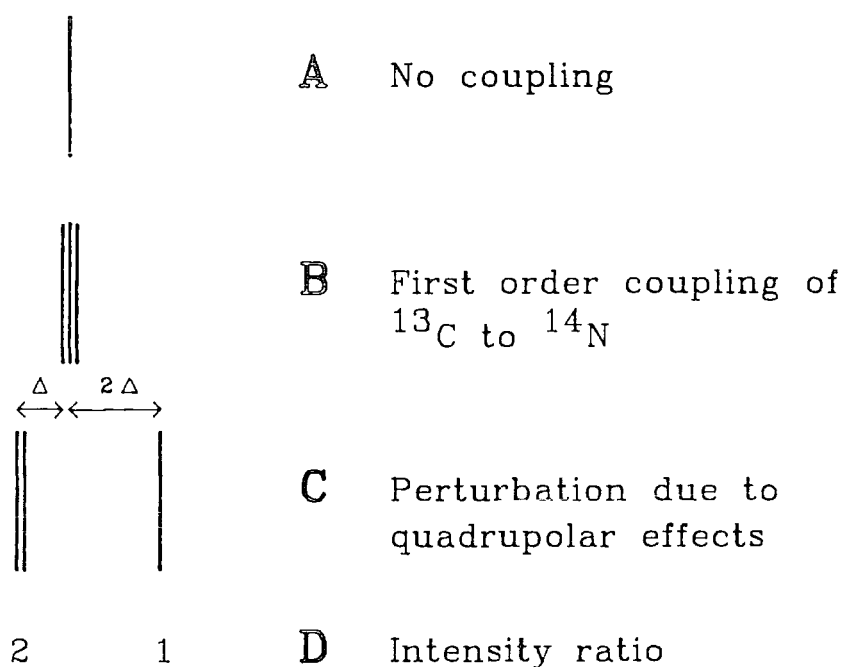 A No coupling
B First order coupling of
¹³C to ¹⁴N
Δ 2Δ
C Perturbation due to
quadrupolar effects
2 1 D Intensity ratio